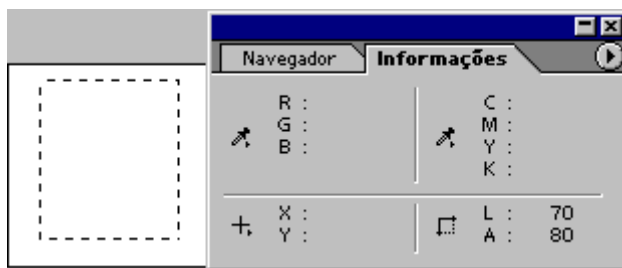 Navegador Informações
R :
G :
B :
C :
M :
Y :
K :
X :
Y :
L : 70
A : 80